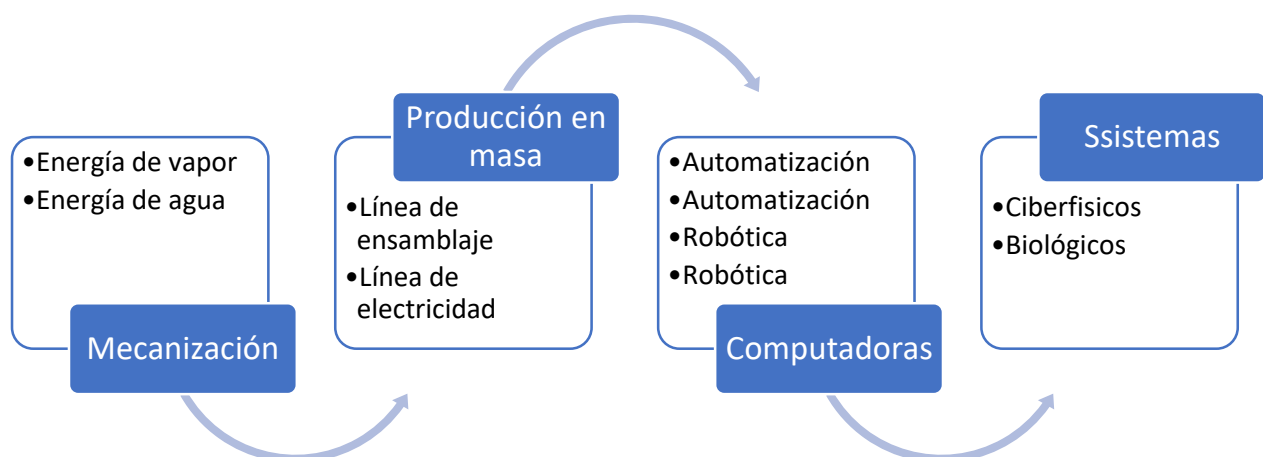 •Energía de vapor
•Energía de agua
Mecanización
Producción en
masa
•Línea de
ensamblaje
•Línea de
electricidad
•Automatización
•Automatización
•Robótica
•Robótica
Computadoras
Ssistemas
•Ciberfisicos
•Biológicos